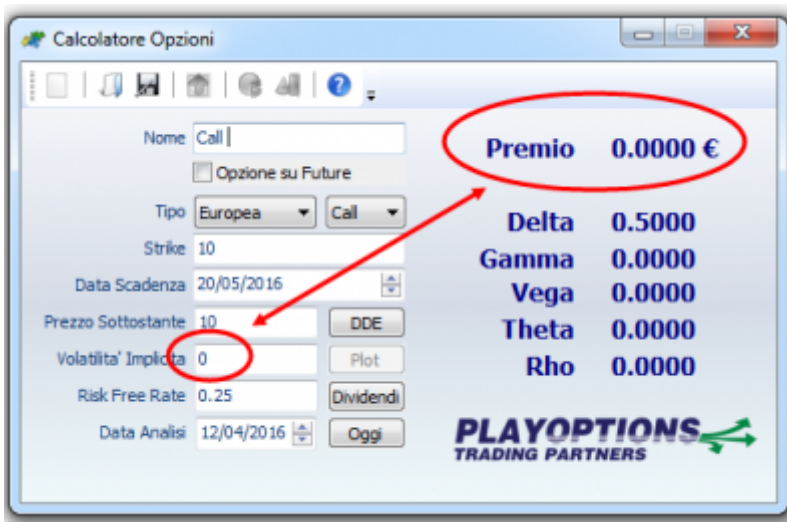 Calcolatore Opzioni
Nome Call
Opzione su Future
Tipo Europea Call
Strike 10
Data Scadenza 20/05/2016
Prezzo Sottostante 10 DDE
Volatilita' Implicita 0 Plot
Risk Free Rate 0.25 Dividendi
Data Analisi 12/04/2016 Oggi
Premio 0.0000 €
Delta 0.5000
Gamma 0.0000
Vega 0.0000
Theta 0.0000
Rho 0.0000
PLAYOPTIONS
TRADING PARTNERS